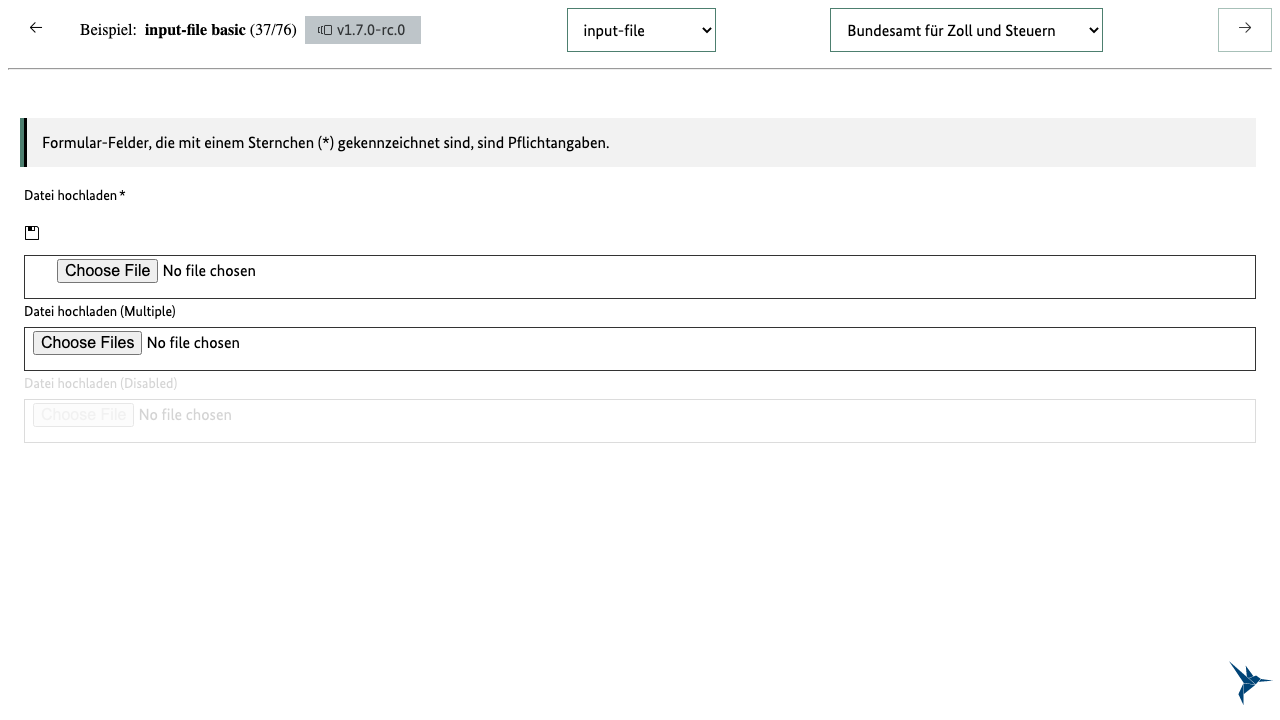 Beispiel: input-file basic (37/76) v1.7.0-rc.0 input-file Bundesamt für Zoll und Steuern
Formular-Felder, die mit einem Sternchen (*) gekennzeichnet sind, sind Pflichtangaben.
Datei hochladen *
Choose File No file chosen
Datei hochladen (Multiple)
Choose Files No file chosen
Datei hochladen (Disabled)
Choose File No file chosen